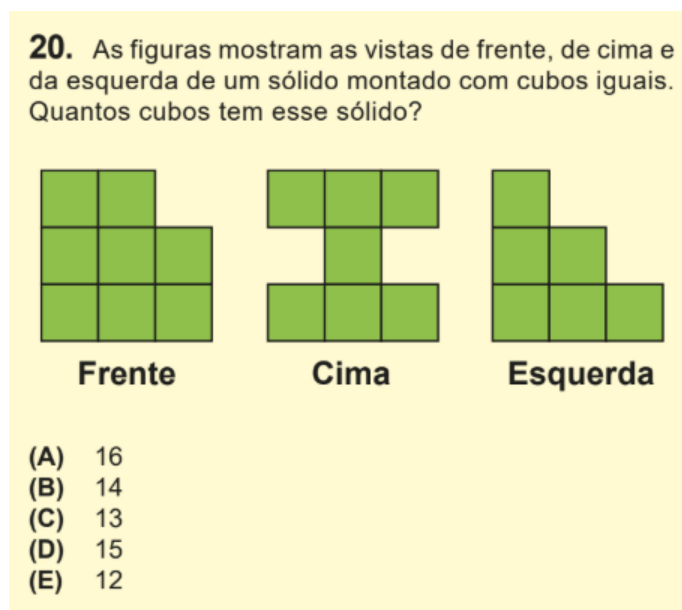 20. As figuras mostram as vistas de frente, de cima e
da esquerda de um sólido montado com cubos iguais.
Quantos cubos tem esse sólido?
Frente Cima Esquerda
(A) 16
(B) 14
(C) 13
(D) 15
(E) 12